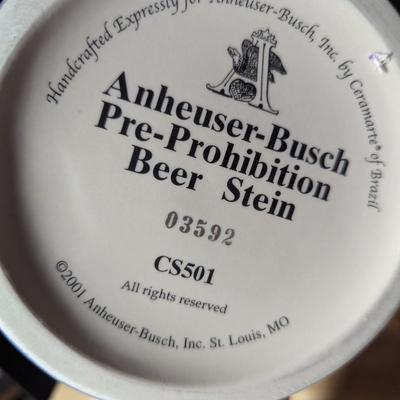 Handcrafted Expressly for Anheuser-Busch, Inc. by Ceramarte® of Brazil
A
Anheuser-Busch
Pre-Prohibition
Beer Stein
03592
CS501
All rights reserved
©2001 Anheuser-Busch, Inc. St. Louis, MO